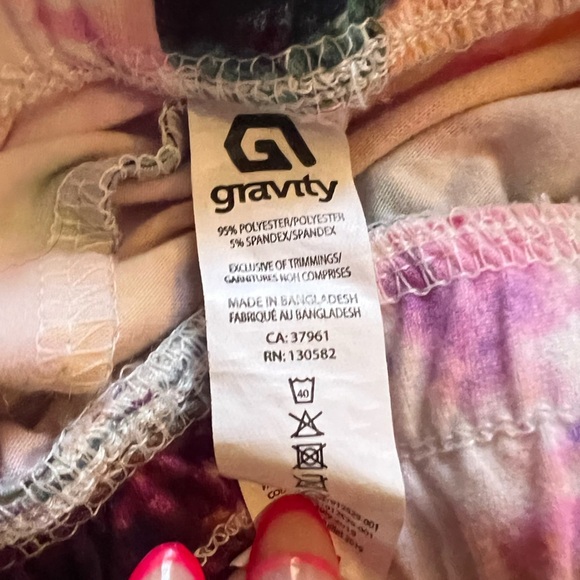 gravity
95% POLYESTER/POLYESTER
5% SPANDEX/SPANDEX
EXCLUSIVE OF TRIMMINGS/
GARNITURES NON COMPRISES
MADE IN BANGLADESH
FABRIQUÉ AU BANGLADESH
CA: 37961
RN: 130582
40